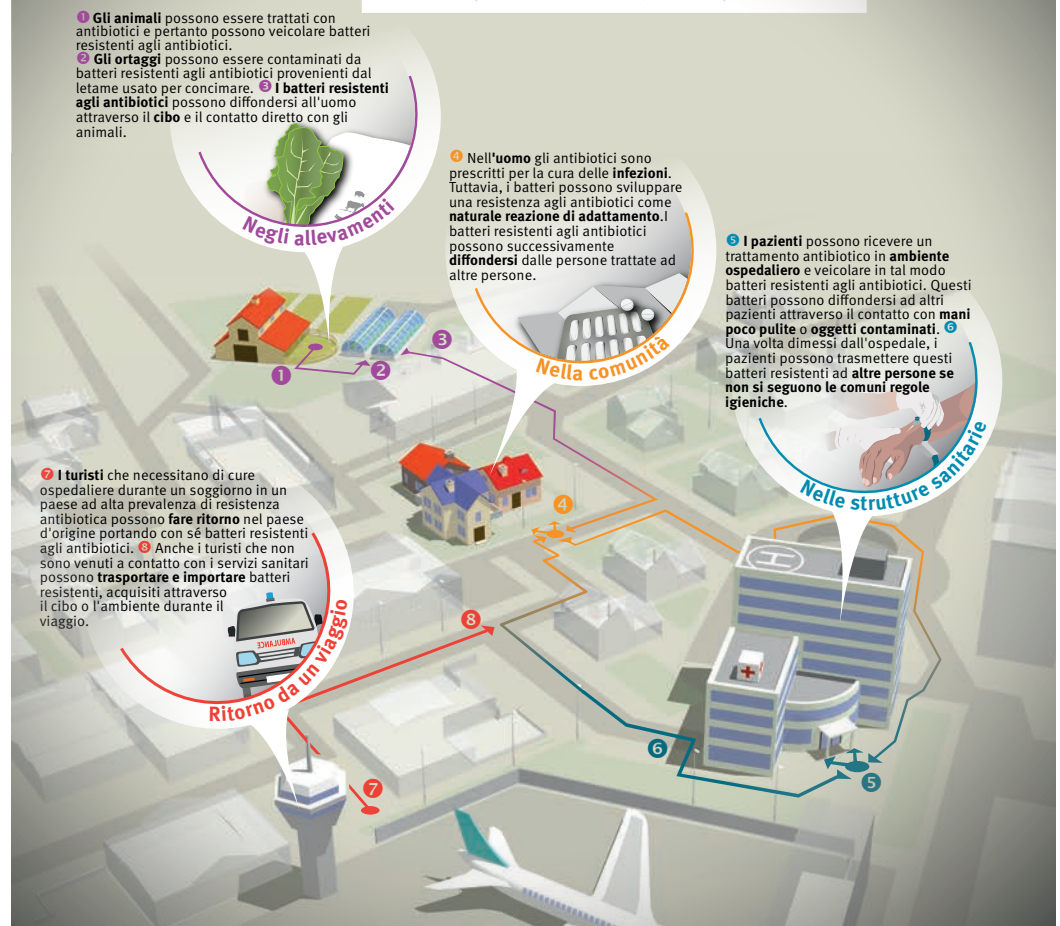 ❶ Gli animali possono essere trattati con
antibiotici e pertanto possono veicolare batteri
resistenti agli antibiotici.
❷ Gli ortaggi possono essere contaminati da
batteri resistenti agli antibiotici provenienti dal
letame usato per concimare. ❸ I batteri resistenti
agli antibiotici possono diffondersi all'uomo
attraverso il cibo e il contatto diretto con gli
animali.
Negli allevamenti
❹ Nell'uomo gli antibiotici sono
prescritti per la cura delle infezioni.
Tuttavia, i batteri possono sviluppare
una resistenza agli antibiotici come
naturale reazione di adattamento.I
batteri resistenti agli antibiotici
possono successivamente
diffondersi dalle persone trattate ad
altre persone.
Nella comunità
❺ I pazienti possono ricevere un
trattamento antibiotico in ambiente
ospedaliero e veicolare in tal modo
batteri resistenti agli antibiotici. Questi
batteri possono diffondersi ad altri
pazienti attraverso il contatto con mani
poco pulite o oggetti contaminati. ❻
Una volta dimessi dall'ospedale, i
pazienti possono trasmettere questi
batteri resistenti ad altre persone se
non si seguono le comuni regole
igieniche.
Nelle strutture sanitarie
❼ I turisti che necessitano di cure
ospedaliere durante un soggiorno in un
paese ad alta prevalenza di resistenza
antibiotica possono fare ritorno nel paese
d'origine portando con sé batteri resistenti
agli antibiotici. ❽ Anche i turisti che non
sono venuti a contatto con i servizi sanitari
possono trasportare e importare batteri
resistenti, acquisiti attraverso
il cibo o l'ambiente durante il
viaggio.
AMBULANCE
Ritorno da un viaggio
❶
❷
❸
❹
H
❽
❻
❼
❺